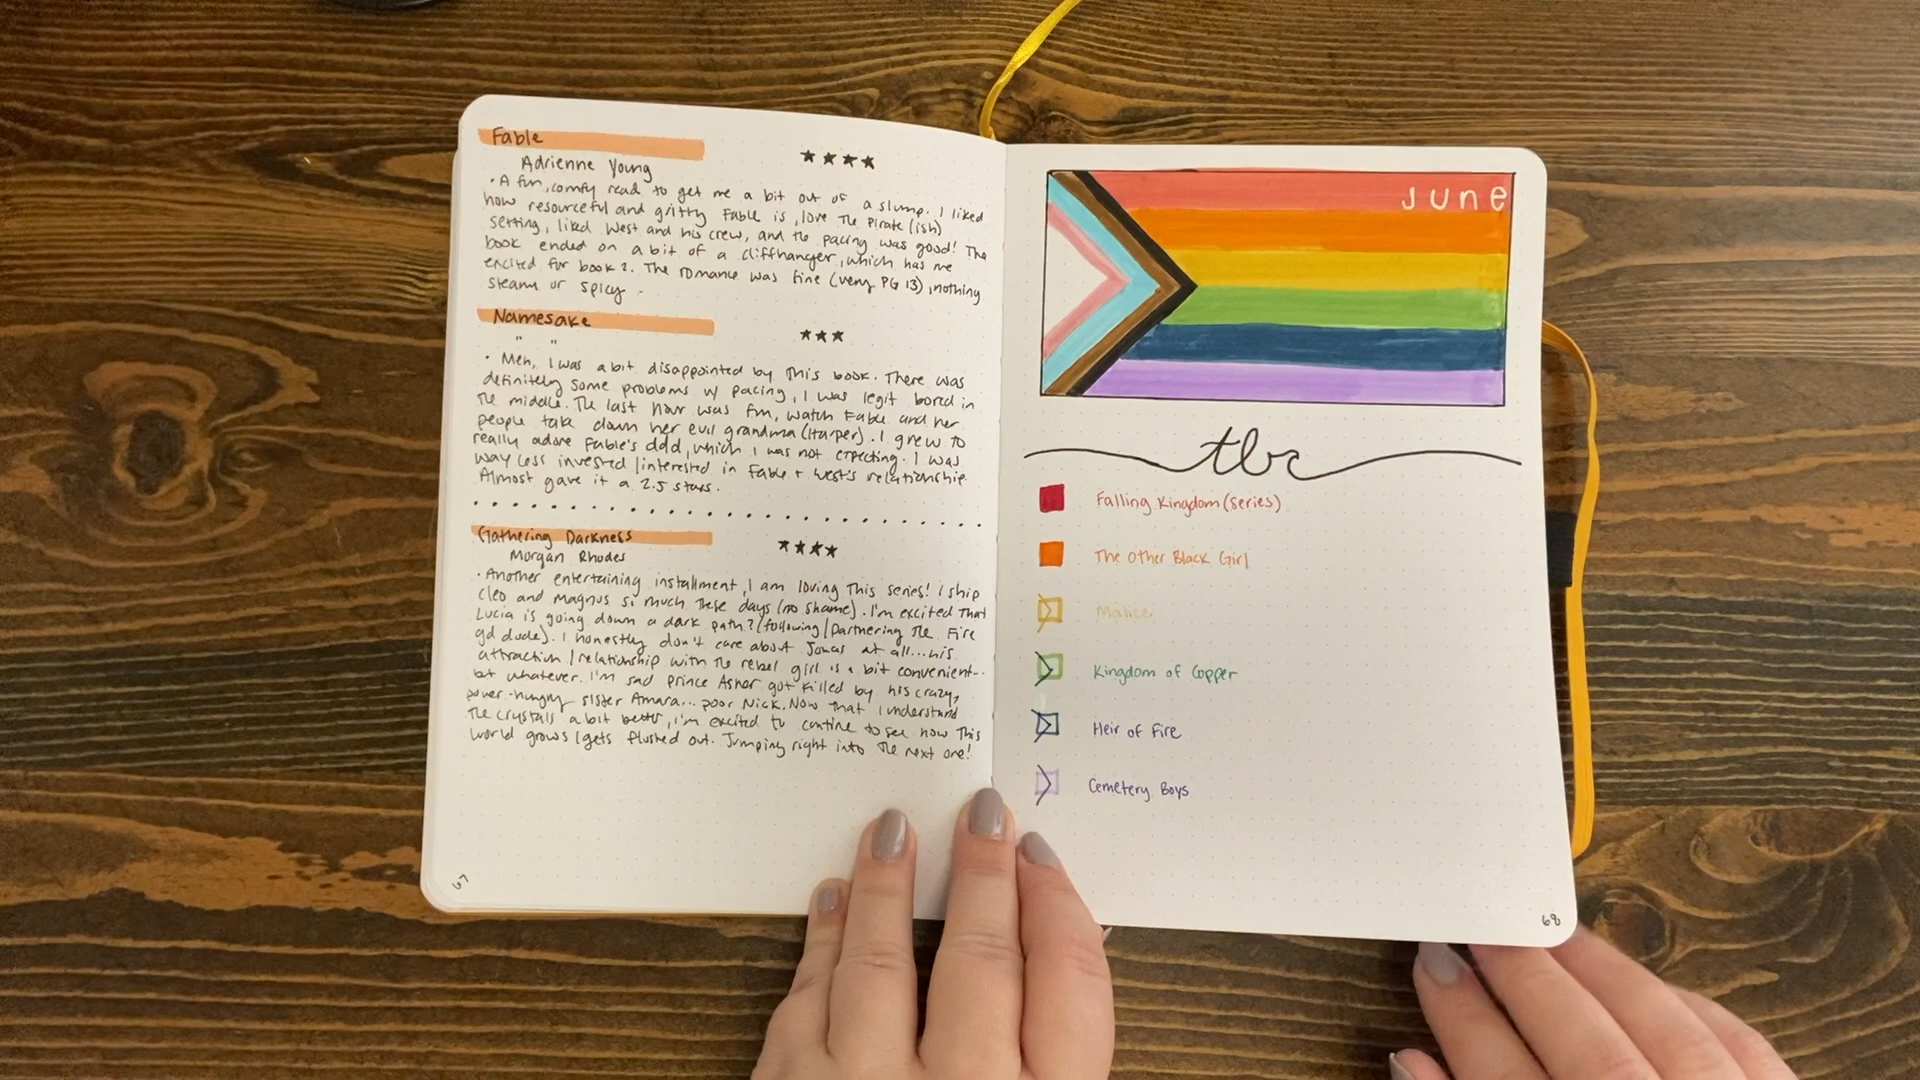 Fable
★★★★
Adrienne Young
· A fun, comfy read to get me a bit out of a slump. I liked
how resourceful and gritty Fable is, love the pirate (ish)
setting, liked West and his crew, and the pacing was good! The
book ended on a bit of a cliffhanger, which has me
excited for book 2. The romance was fine (very PG 13), nothing
steamy or spicy.
Namesake
★★★
" "
· Meh, I was a bit disappointed by this book. There was
definitely some problems w/ pacing, I was legit bored in
the middle. The last hour was fun, watch Fable and her
people take down her evil grandma (Harper). I grew to
really adore Fable's dad, which I was not expecting. I was
way less invested/interested in Fable + West's relationship.
Almost gave it a 2.5 stars.
Gathering Darkness
★★★★
Morgan Rhodes
· Another entertaining installment, I am loving this series! I ship
Cleo and Magnus so much these days (no shame). I'm excited that
Lucia is going down a dark path? (following/partnering the Fire
gd dude). I honestly don't care about Jonas at all...his
attraction/relationship with the rebel girl is a bit convenient...
bt whatever. I'm sad Prince Asher got killed by his crazy,
power-hungry sister Amara... poor Nick. Now that I understand
the crystals a bit better, I'm excited to contine to see how this
world grows/gets flushed out. Jumping right into the next one!
June
tbr
Falling Kingdom (series)
The Other Black Girl
Malice
Kingdom of Copper
Heir of Fire
Cemetery Boys
68